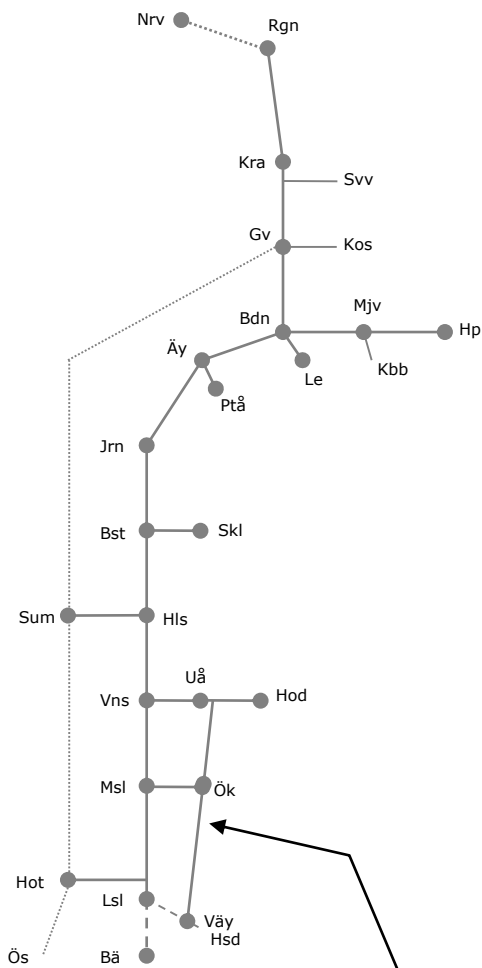 Nrv
Rgn
Kra
Svv
Gv
Kos
Bdn
Mjv
Hp
Äy
Le
Kbb
Ptå
Jrn
Bst
Skl
Sum
Hls
Uå
Vns
Hod
Msl
Ök
Hot
Lsl
Väy
Hsd
Ös
Bä